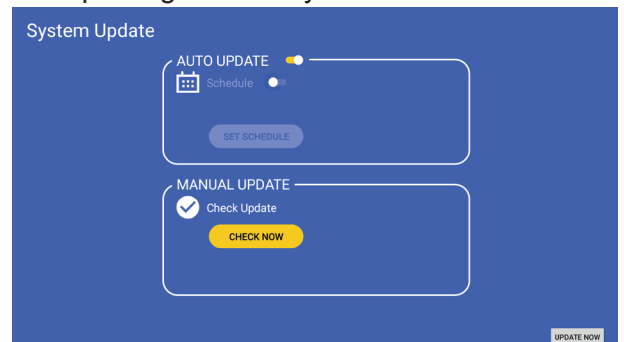 System Update
AUTO UPDATE
Schedule
SET SCHEDULE
MANUAL UPDATE
Check Update
CHECK NOW
UPDATE NOW